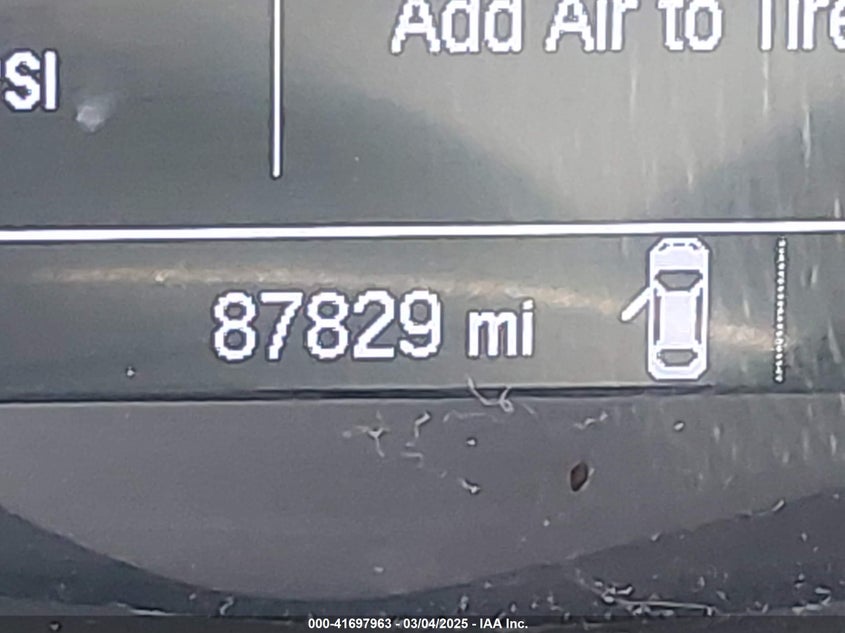 Add Air to Tire
SI
87829 mi
000-41697963 - 03/04/2025 - IAA Inc.